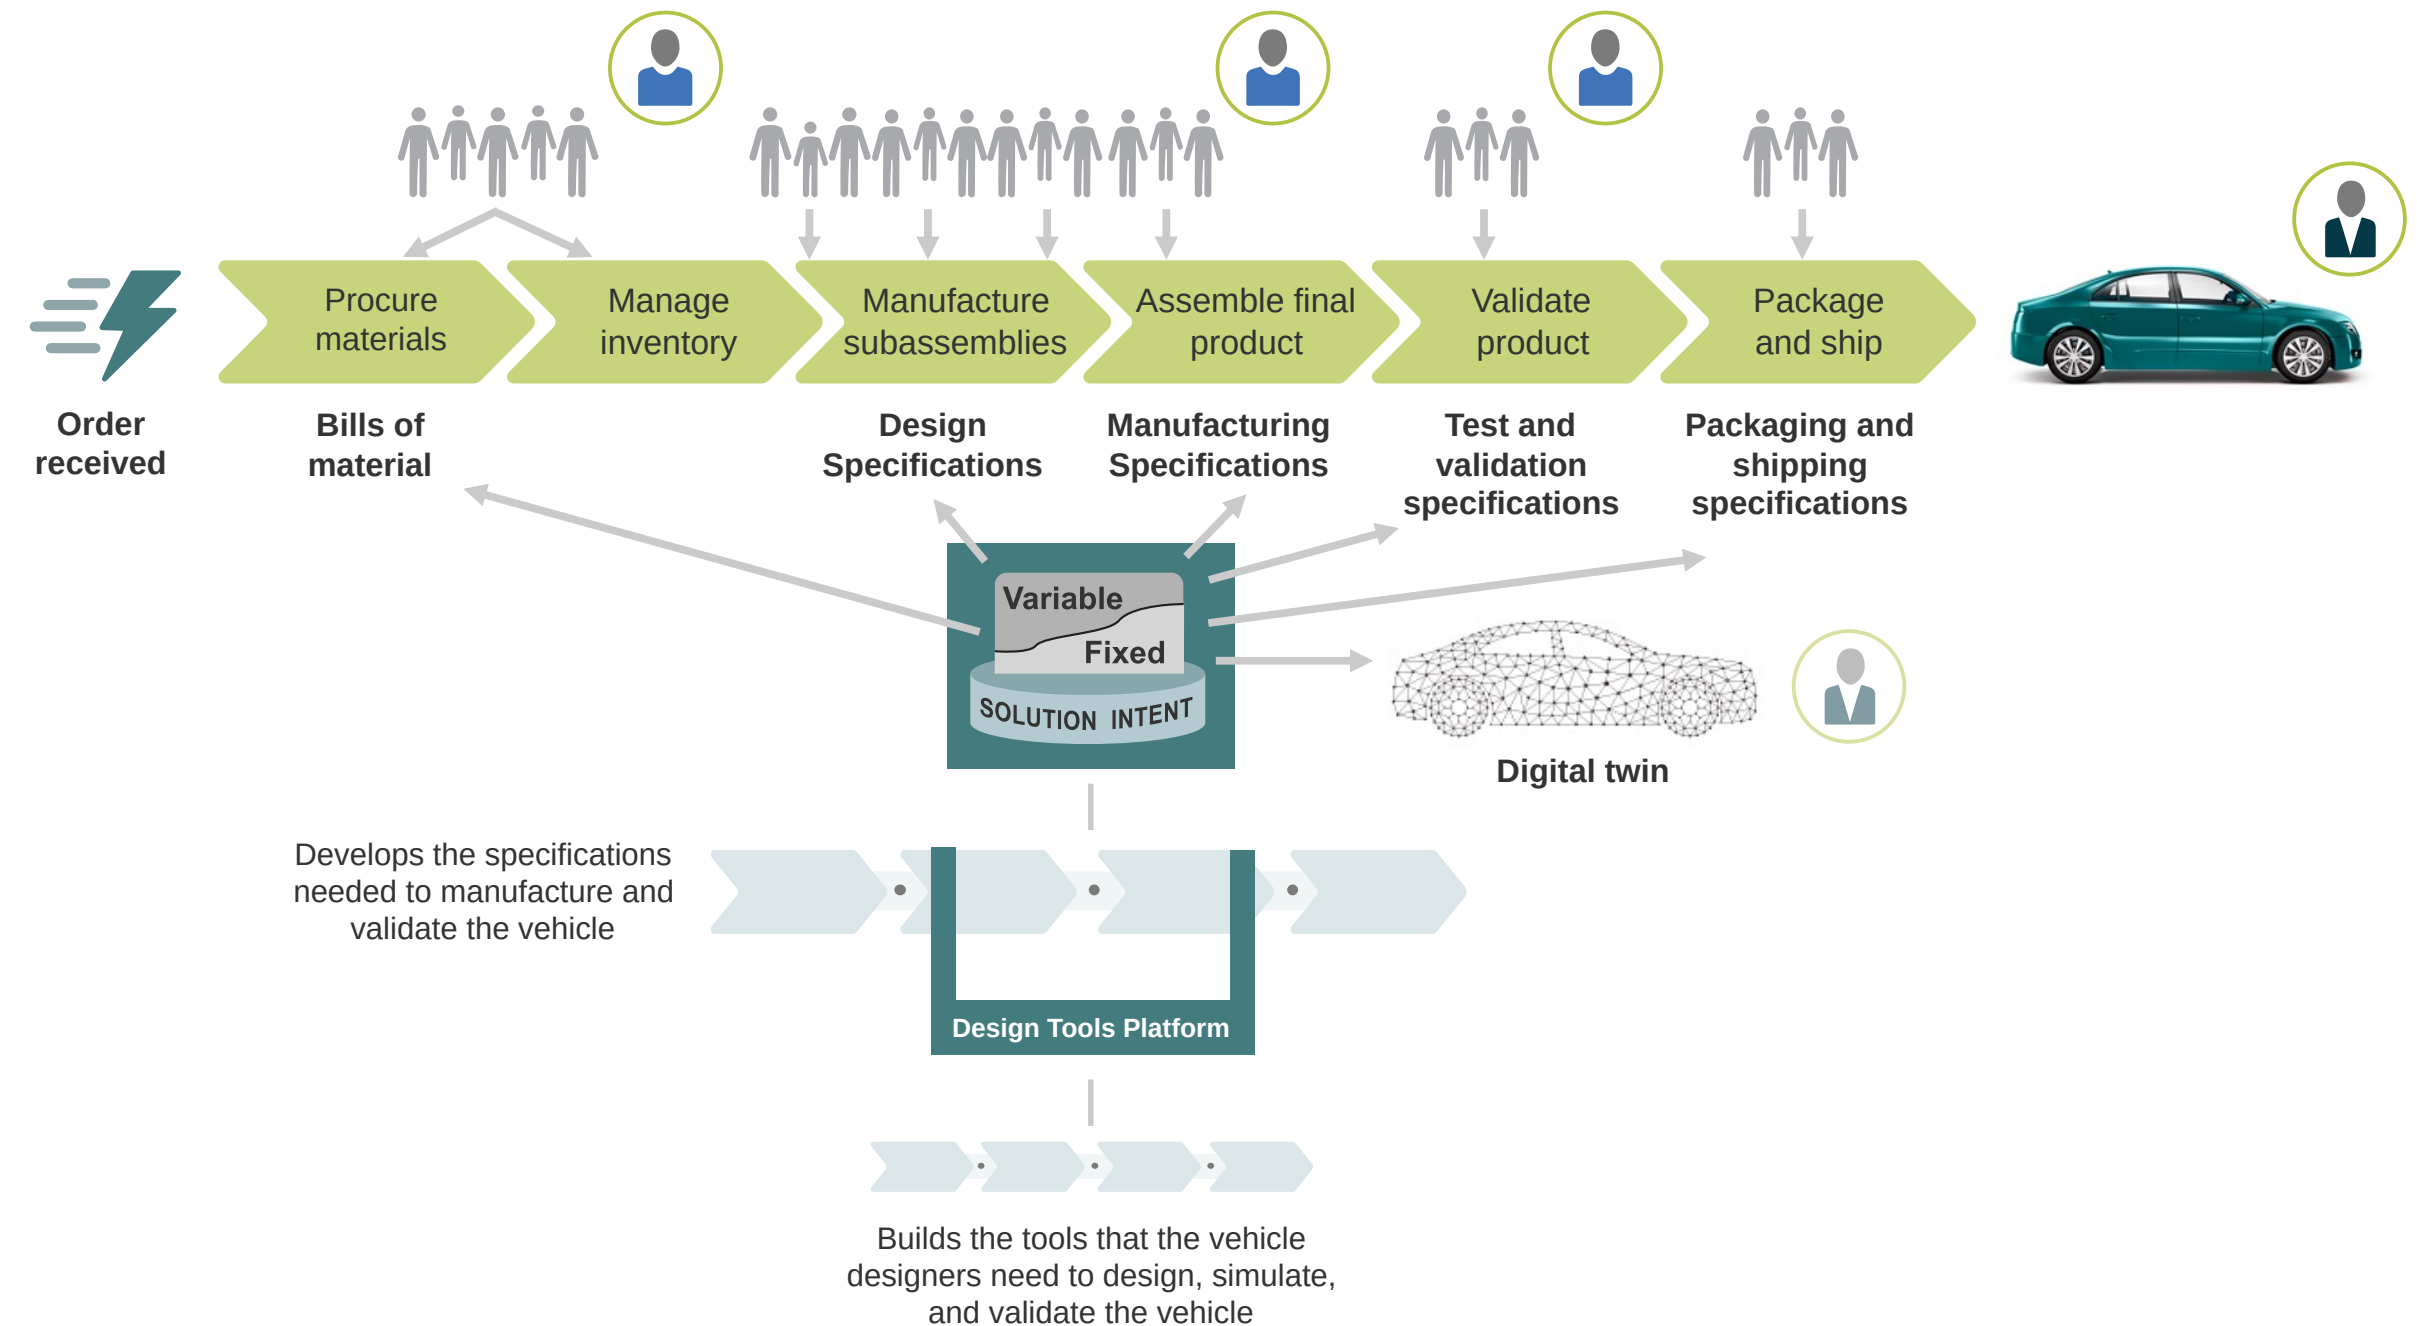 Procure
materials
Manage
inventory
Manufacture
subassemblies
Assemble final
product
Validate
product
Package
and ship
Order
received
Bills of
material
Design
Specifications
Manufacturing
Specifications
Test and
validation
specifications
Packaging and
shipping
specifications
Variable
Fixed
SOLUTION INTENT
Digital twin
Develops the specifications
needed to manufacture and
validate the vehicle
Design Tools Platform
Builds the tools that the vehicle
designers need to design, simulate,
and validate the vehicle